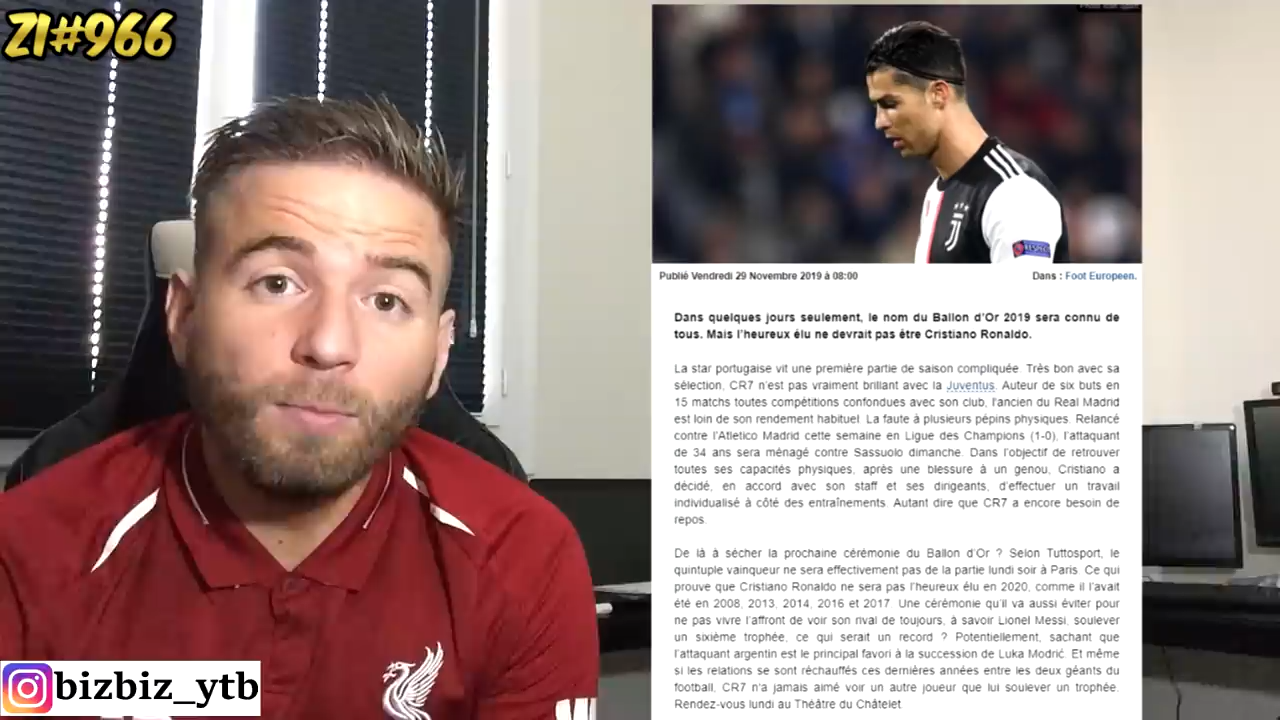 ZI#966
Publié Vendredi 29 Novembre 2019 à 08:00
Dans : Foot Europeen.
Dans quelques jours seulement, le nom du Ballon d'Or 2019 sera connu de
tous. Mais l'heureux élu ne devrait pas être Cristiano Ronaldo.
La star portugaise vit une première partie de saison compliquée. Très bon avec sa
sélection, CR7 n'est pas vraiment brillant avec la Juventus. Auteur de six buts en
15 matchs toutes compétitions confondues avec son club, l'ancien du Real Madrid
est loin de son rendement habituel. La faute à plusieurs pépins physiques. Relancé
contre l'Atletico Madrid cette semaine en Ligue des Champions (1-0), l'attaquant
de 34 ans sera ménagé contre Sassuolo dimanche. Dans l'objectif de retrouver
toutes ses capacités physiques, après une blessure à un genou, Cristiano a
décidé, en accord avec son staff et ses dirigeants, d'effectuer un travail
individualisé à côté des entraînements. Autant dire que CR7 a encore besoin de
repos.
De là à sécher la prochaine cérémonie du Ballon d'Or ? Selon Tuttosport, le
quintuple vainqueur ne sera effectivement pas de la partie lundi soir à Paris. Ce qui
prouve que Cristiano Ronaldo ne sera pas l'heureux élu en 2020, comme il l'avait
été en 2008, 2013, 2014, 2016 et 2017. Une cérémonie qu'il va aussi éviter pour
ne pas vivre l'affront de voir son rival de toujours, à savoir Lionel Messi, soulever
un sixième trophée, ce qui serait un record ? Potentiellement, sachant que
l'attaquant argentin est le principal favori à la succession de Luka Modrić. Et même
si les relations se sont réchauffés ces dernières années entre les deux géants du
football, CR7 n'a jamais aimé voir un autre joueur que lui soulever un trophée.
Rendez-vous lundi au Théâtre du Châtelet
bizbiz_ytb